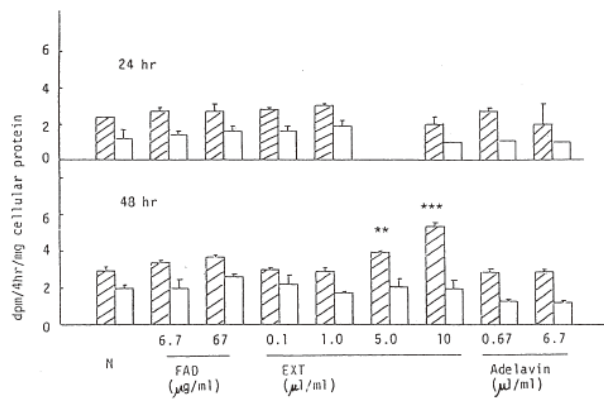 dpm/4hr/mg cellular protein
24 hr
6
4
2
0
48 hr
6
4
2
0
** ***
N
6.7 67 0.1 1.0 5.0 10 0.67 6.7
FAD EXT Adelavin
(μg/ml) (μl/ml) (μl/ml)